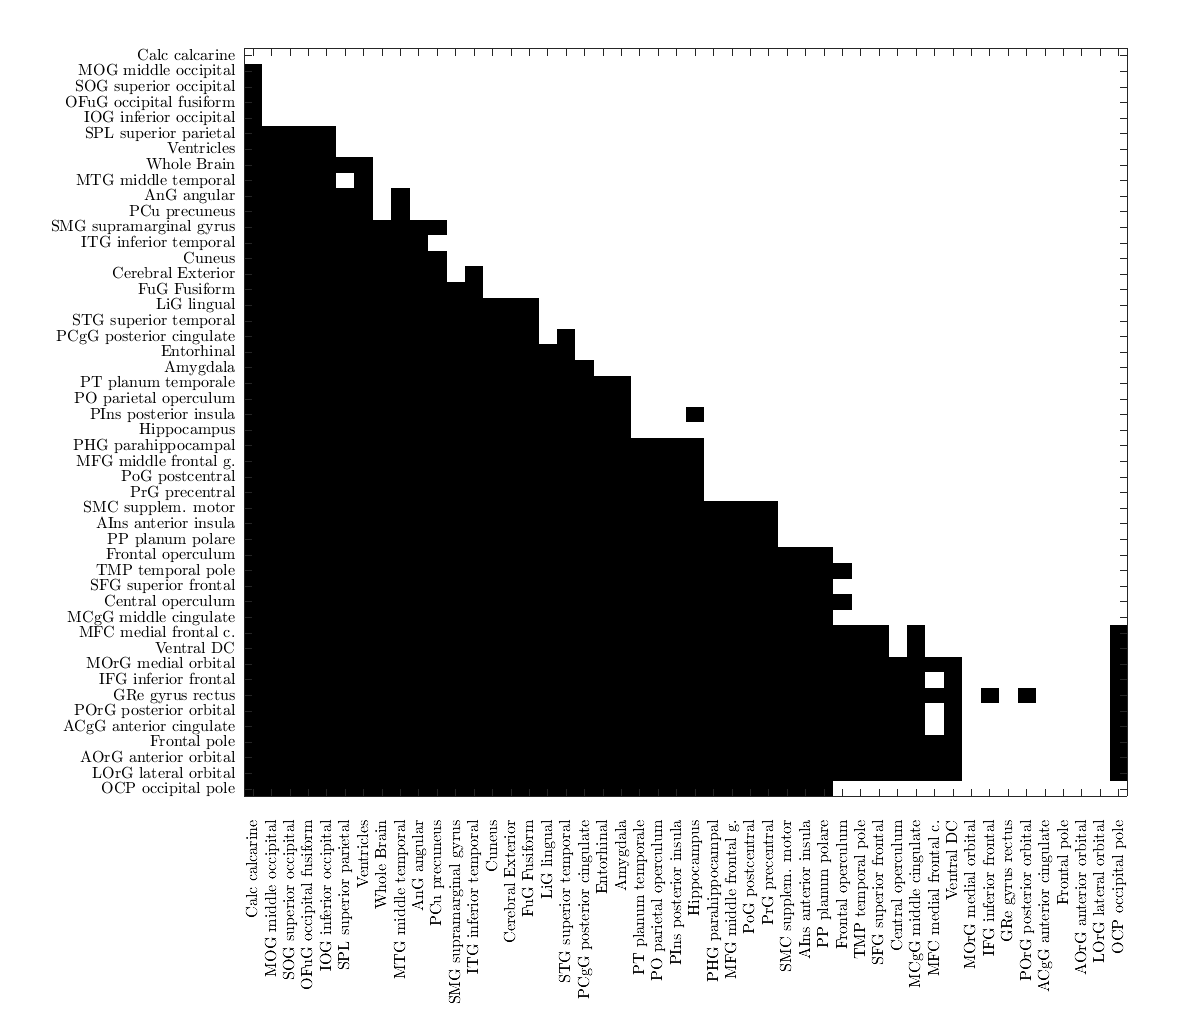 Calc calcarine
MOG middle occipital
SOG superior occipital
OFuG occipital fusiform
IOG inferior occipital
SPL superior parietal
Ventricles
Whole Brain
MTG middle temporal
AnG angular
PCu precuneus
SMG supramarginal gyrus
ITG inferior temporal
Cuneus
Cerebral Exterior
FuG Fusiform
LiG lingual
STG superior temporal
PCgG posterior cingulate
Entorhinal
Amygdala
PT planum temporale
PO parietal operculum
PIns posterior insula
Hippocampus
PHG parahippocampal
MFG middle frontal g.
PoG postcentral
PrG precentral
SMC supplem. motor
AIns anterior insula
PP planum polare
Frontal operculum
TMP temporal pole
SFG superior frontal
Central operculum
MCgG middle cingulate
MFC medial frontal c.
Ventral DC
MOrG medial orbital
IFG inferior frontal
GRe gyrus rectus
POrG posterior orbital
ACgG anterior cingulate
Frontal pole
AOrG anterior orbital
LOrG lateral orbital
OCP occipital pole
Calc calcarine
MOG middle occipital
SOG superior occipital
OFuG occipital fusiform
IOG inferior occipital
SPL superior parietal
Ventricles
Whole Brain
MTG middle temporal
AnG angular
PCu precuneus
SMG supramarginal gyrus
ITG inferior temporal
Cuneus
Cerebral Exterior
FuG Fusiform
LiG lingual
STG superior temporal
PCgG posterior cingulate
Entorhinal
Amygdala
PT planum temporale
PO parietal operculum
PIns posterior insula
Hippocampus
PHG parahippocampal
MFG middle frontal g.
PoG postcentral
PrG precentral
SMC supplem. motor
AIns anterior insula
PP planum polare
Frontal operculum
TMP temporal pole
SFG superior frontal
Central operculum
MCgG middle cingulate
MFC medial frontal c.
Ventral DC
MOrG medial orbital
IFG inferior frontal
GRe gyrus rectus
POrG posterior orbital
ACgG anterior cingulate
Frontal pole
AOrG anterior orbital
LOrG lateral orbital
OCP occipital pole